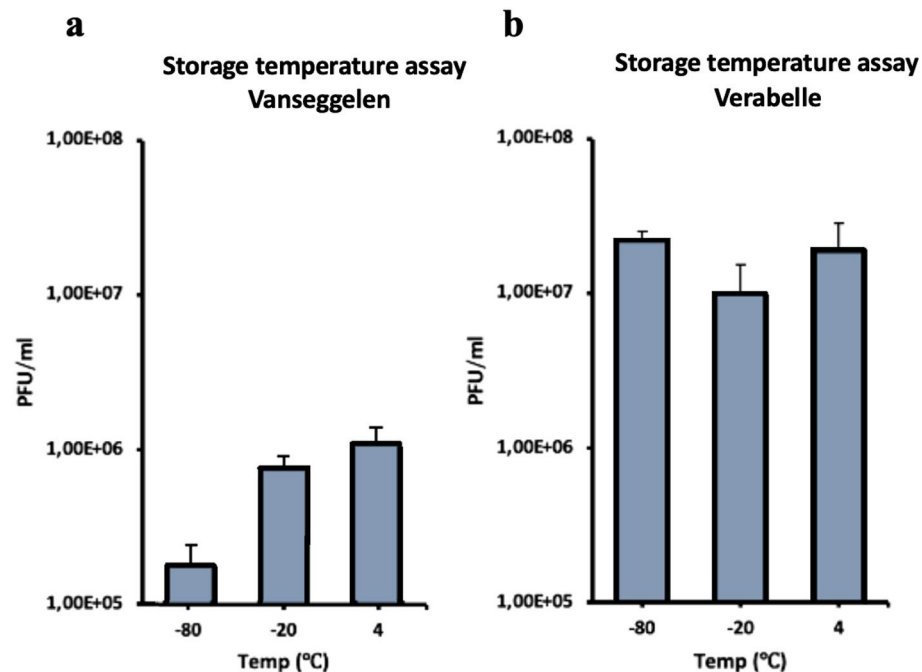 a
Storage temperature assay
Vanseggelen
1,00E+08
1,00E+07
1,00E+06
1,00E+05
PFU/ml
-80
-20
4
Temp (°C)
b
Storage temperature assay
Verabelle
1,00E+08
1,00E+07
1,00E+06
1,00E+05
PFU/ml
-80
-20
4
Temp (°C)